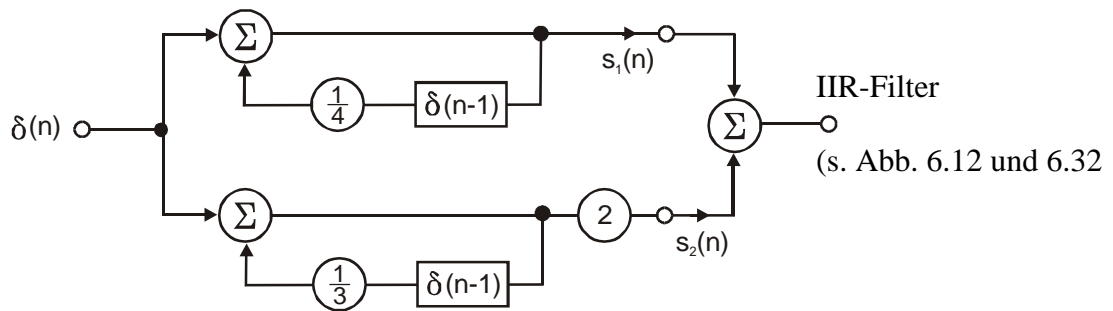 Σ
s₁(n)
1/4
δ(n-1)
IIR-Filter
δ(n)
Σ
(s. Abb. 6.12 und 6.32
Σ
2
s₂(n)
1/3
δ(n-1)